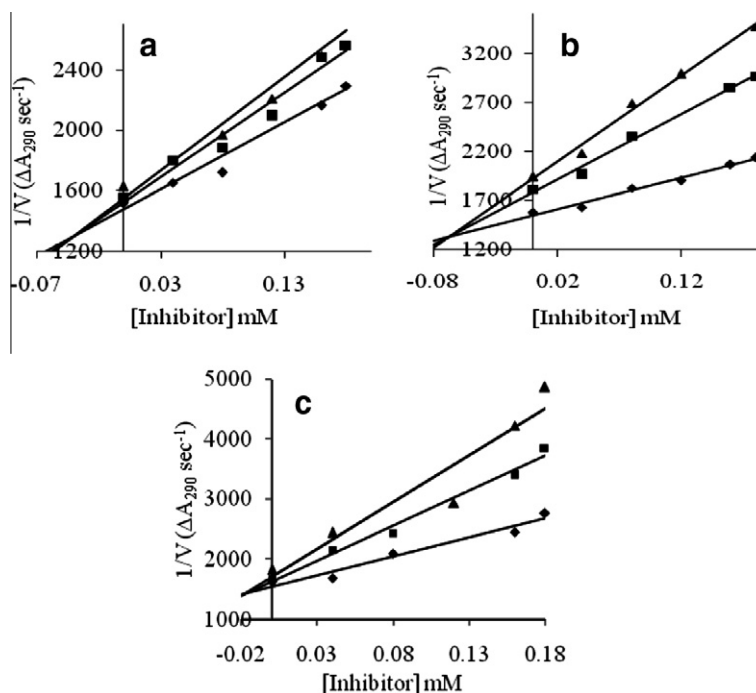 a
2400
2000
1600
1200
1/V (ΔA₂₉₀ sec⁻¹)
-0.07 0.03 0.13
[Inhibitor] mM
b
3200
2700
2200
1700
1200
1/V (ΔA₂₉₀ sec⁻¹)
-0.08 0.02 0.12
[Inhibitor] mM
c
5000
4000
3000
2000
1000
1/V (ΔA₂₉₀ sec⁻¹)
-0.02 0.03 0.08 0.13 0.18
[Inhibitor] mM